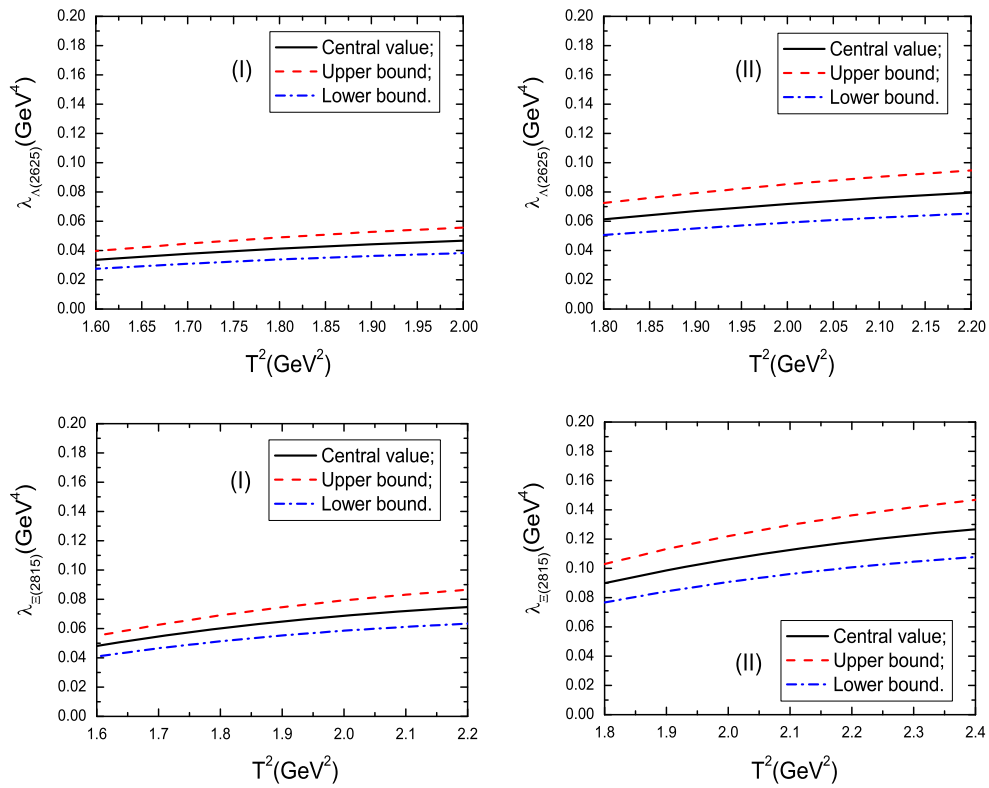 0.20
0.18
0.16
0.14
0.12
0.10
0.08
0.06
0.04
0.02
0.00
λ_Λ(2625)(GeV⁴)
(I)
Central value;
Upper bound;
Lower bound.
1.60 1.65 1.70 1.75 1.80 1.85 1.90 1.95 2.00
T²(GeV²)
0.20
0.18
0.16
0.14
0.12
0.10
0.08
0.06
0.04
0.02
0.00
λ_Λ(2625)(GeV⁴)
(II)
Central value;
Upper bound;
Lower bound.
1.80 1.85 1.90 1.95 2.00 2.05 2.10 2.15 2.20
T²(GeV²)
0.20
0.18
0.16
0.14
0.12
0.10
0.08
0.06
0.04
0.02
0.00
λ_Ξ(2815)(GeV⁴)
(I)
Central value;
Upper bound;
Lower bound.
1.6 1.7 1.8 1.9 2.0 2.1 2.2
T²(GeV²)
0.20
0.18
0.16
0.14
0.12
0.10
0.08
0.06
0.04
0.02
0.00
λ_Ξ(2815)(GeV⁴)
(II)
Central value;
Upper bound;
Lower bound.
1.8 1.9 2.0 2.1 2.2 2.3 2.4
T²(GeV²)